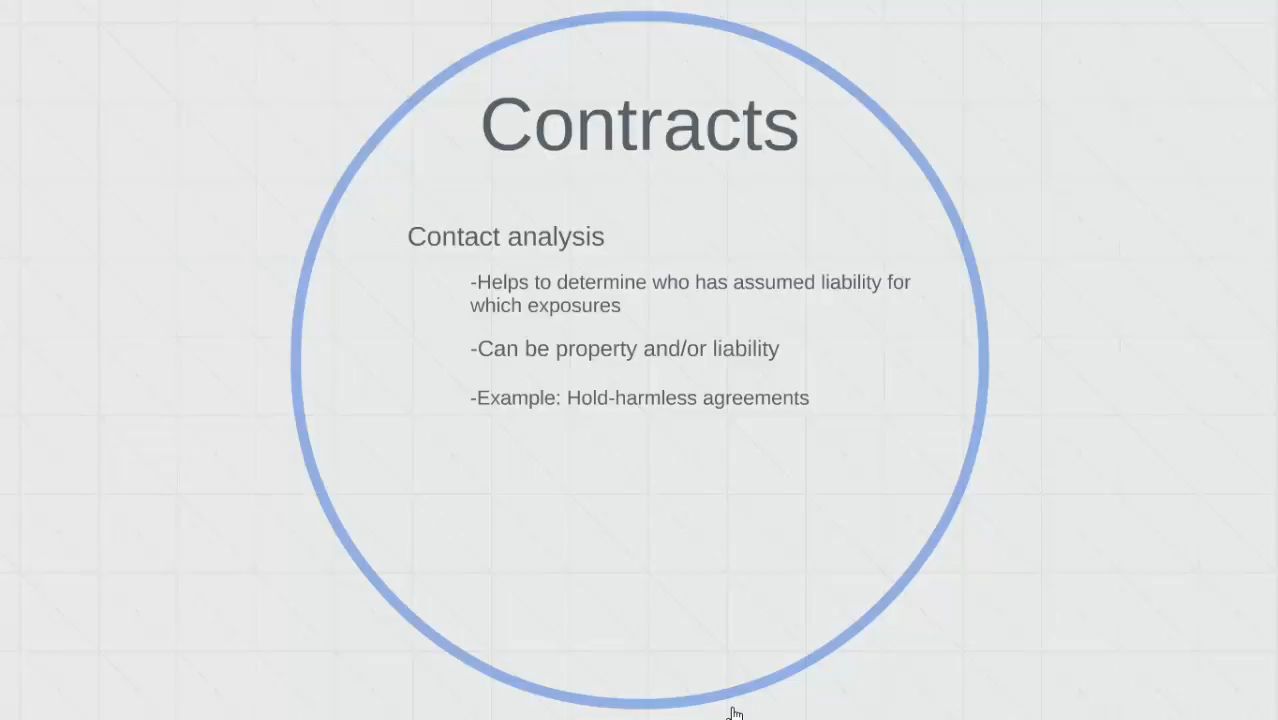 Contracts
Contact analysis
-Helps to determine who has assumed liability for
which exposures
-Can be property and/or liability
-Example: Hold-harmless agreements